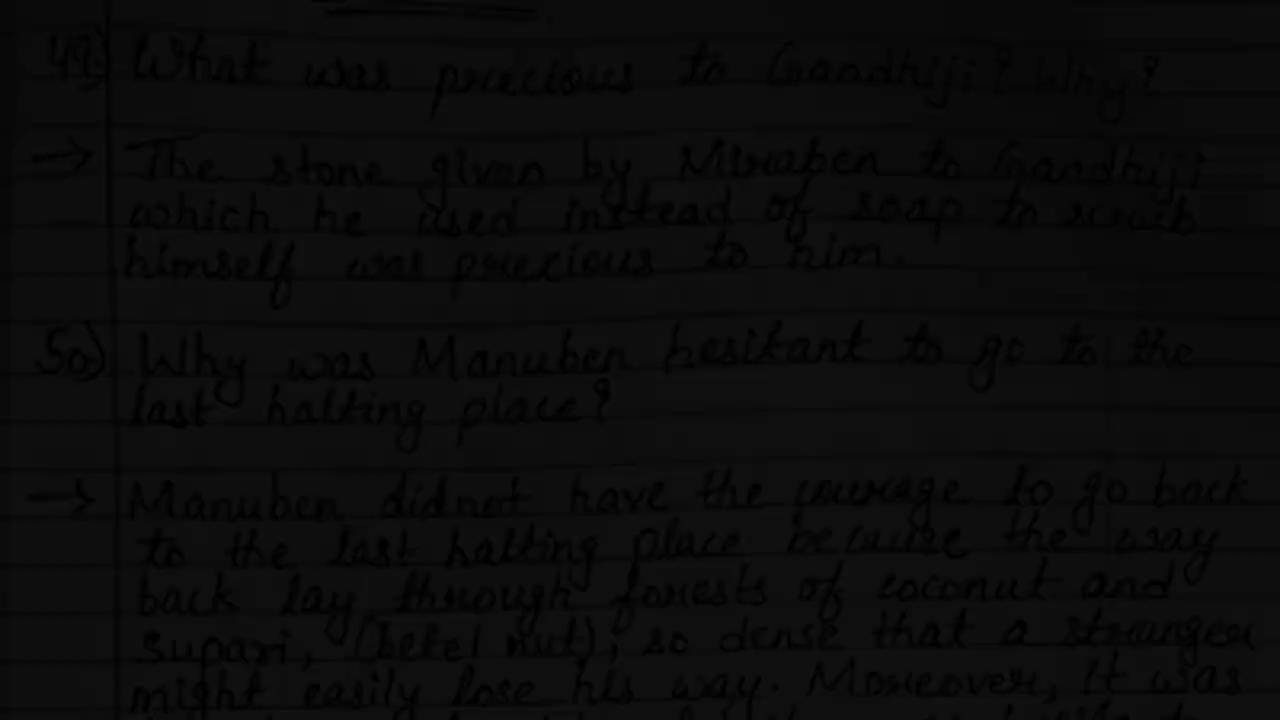 49) What was precious to Gandhiji? Why?
→ The stone given by Miraben to Gandhiji
which he used instead of soap to scrub
himself was precious to him.
50) Why was Manuben hesitant to go to the
last halting place?
→ Manuben did not have the courage to go back
to the last halting place because the way
back lay through forests of coconut and
supari, (betel nut), so dense that a stranger
might easily lose his way. Moreover, it was